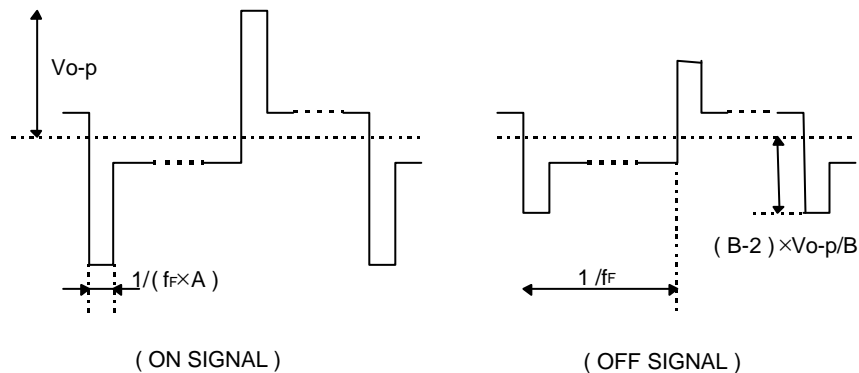 Vo-p
( B-2 ) ×Vo-p/B
1/( fF×A )
1 /fF
( ON SIGNAL )
( OFF SIGNAL )